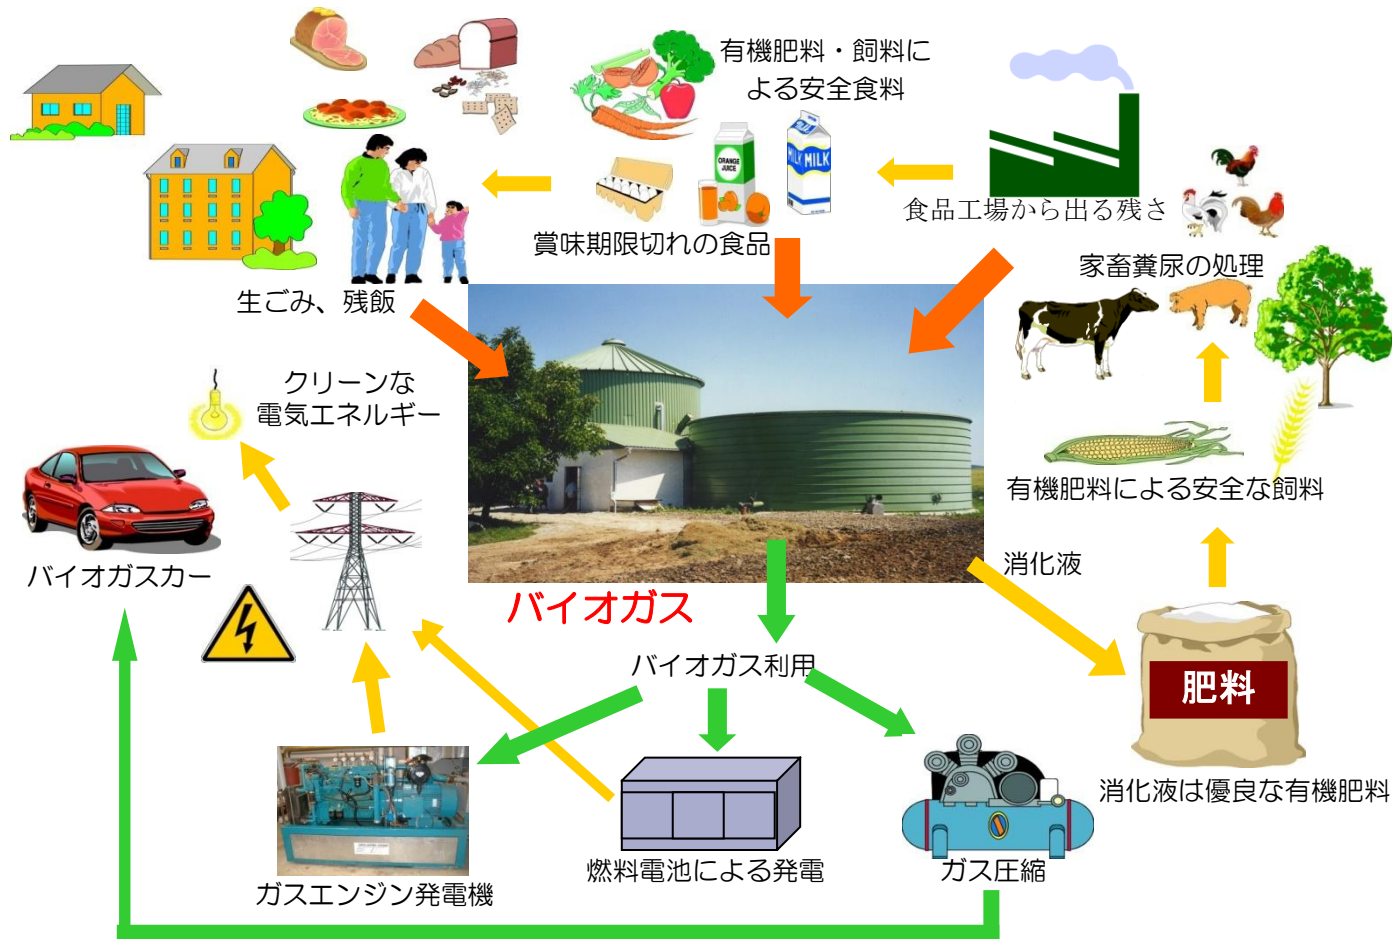 有機肥料・飼料に
よる安全食料
ORANGE
JUICE
MILK
MILK
食品工場から出る残さ
賞味期限切れの食品
家畜糞尿の処理
生ごみ、残飯
クリーンな
電気エネルギー
有機肥料による安全な飼料
バイオガスカー
消化液
バイオガス
バイオガス利用
肥料
消化液は優良な有機肥料
燃料電池による発電
ガス圧縮
ガスエンジン発電機